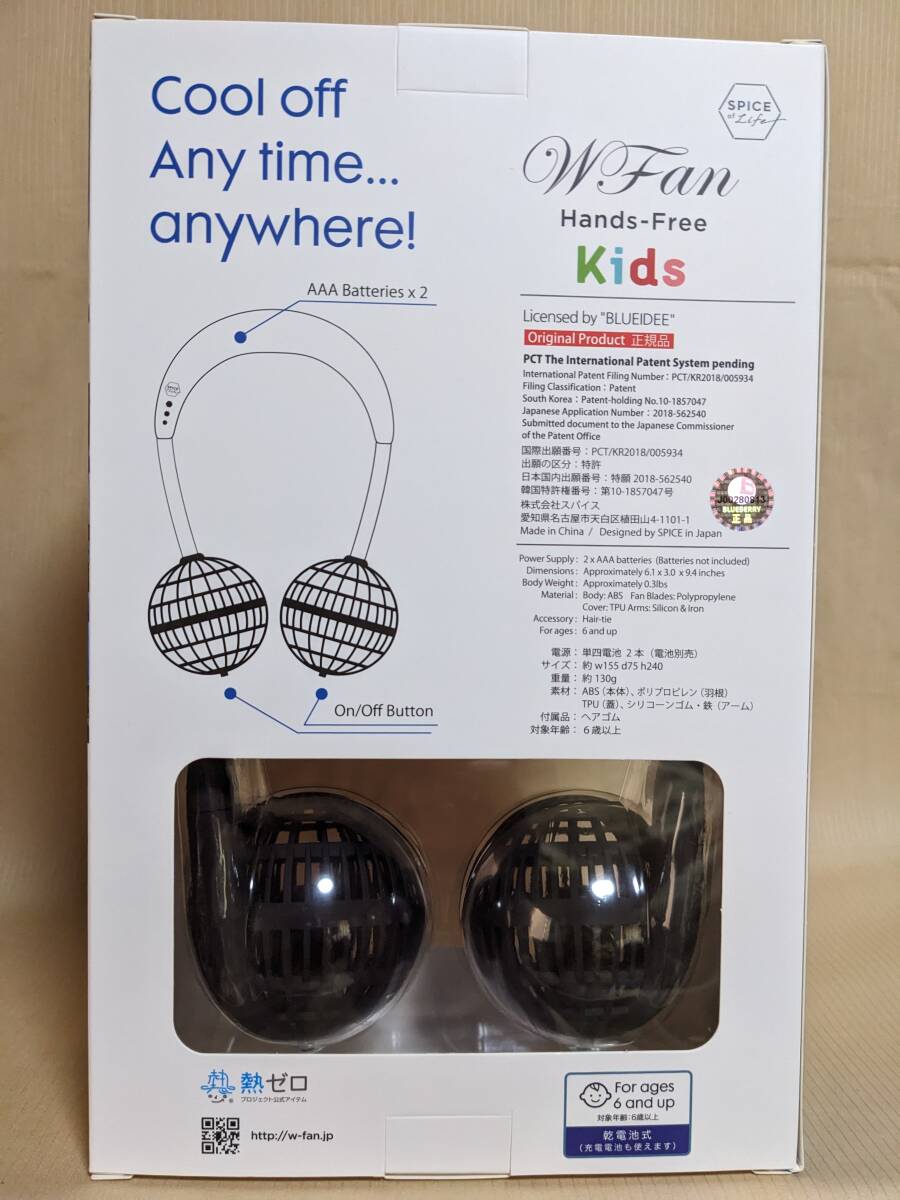 Cool off
Any time...
anywhere!
AAA Batteries x 2
On/Off Button
SPICE
of Life
W Fan
Hands-Free
Kids
Licensed by "BLUEIDEE"
Original Product 正規品
PCT The International Patent System pending
International Patent Filing Number：PCT/KR2018/005934
Filing Classification：Patent
South Korea：Patent-holding No.10-1857047
Japanese Application Number：2018-562540
Submitted document to the Japanese Commissioner
of the Patent Office
国際出願番号：PCT/KR2018/005934
出願の区分：特許
日本国内出願番号：特願 2018-562540
韓国特許権番号：第10-1857047号
株式会社スパイス
愛知県名古屋市天白区植田山4-1101-1
Made in China / Designed by SPICE in Japan
J00280813
BLUEBERRY
正品
Power Supply： 2 x AAA batteries (Batteries not included)
Dimensions： Approximately 6.1 x 3.0 x 9.4 inches
Body Weight： Approximately 0.3lbs
Material： Body: ABS Fan Blades: Polypropylene
Cover: TPU Arms: Silicon & Iron
Accessory： Hair-tie
For ages： 6 and up
電源： 単四電池 2 本（電池別売）
サイズ： 約 w155 d75 h240
重量： 約 130g
素材： ABS（本体）、ポリプロピレン（羽根）
TPU（蓋）、シリコーンゴム・鉄（アーム）
付属品： ヘアゴム
対象年齢： 6 歳以上
熱ゼロ
プロジェクト公式アイテム
http://w-fan.jp
For ages
6 and up
対象年齢:6歳以上
乾電池式
（充電電池も使えます）